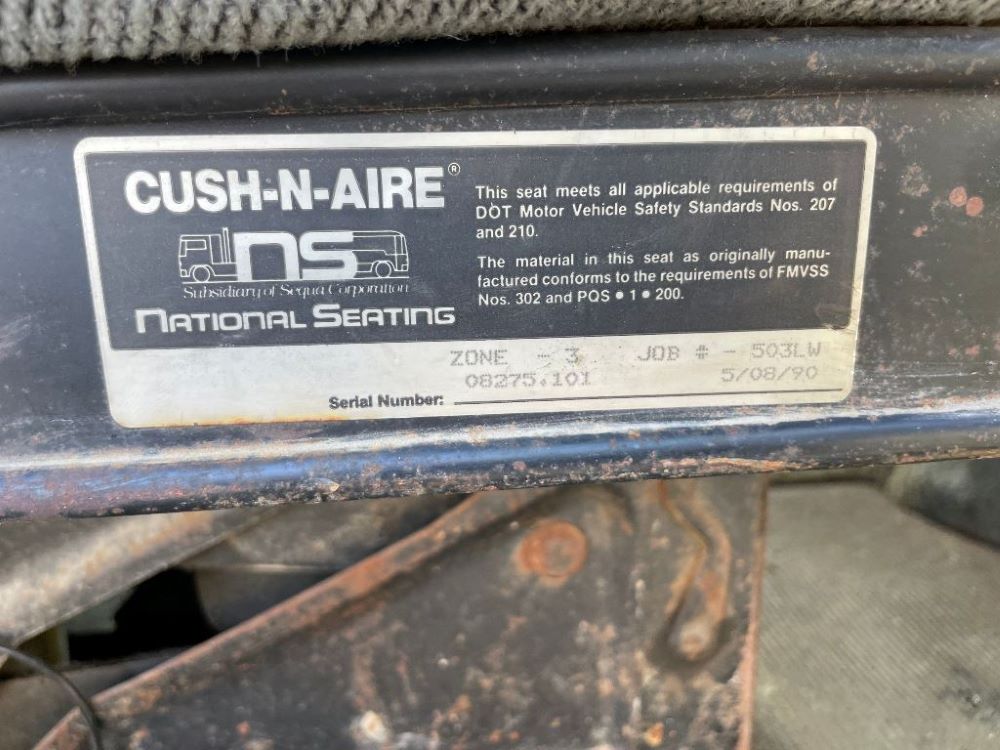 CUSH-N-AIRE®
NS
Subsidiary of Sequa Corporation
NATIONAL SEATING
This seat meets all applicable requirements of
DOT Motor Vehicle Safety Standards Nos. 207
and 210.
The material in this seat as originally manu-
factured conforms to the requirements of FMVSS
Nos. 302 and PQS • 1 • 200.
ZONE - 3 JOB # - 503LW
08275.101 5/08/90
Serial Number: